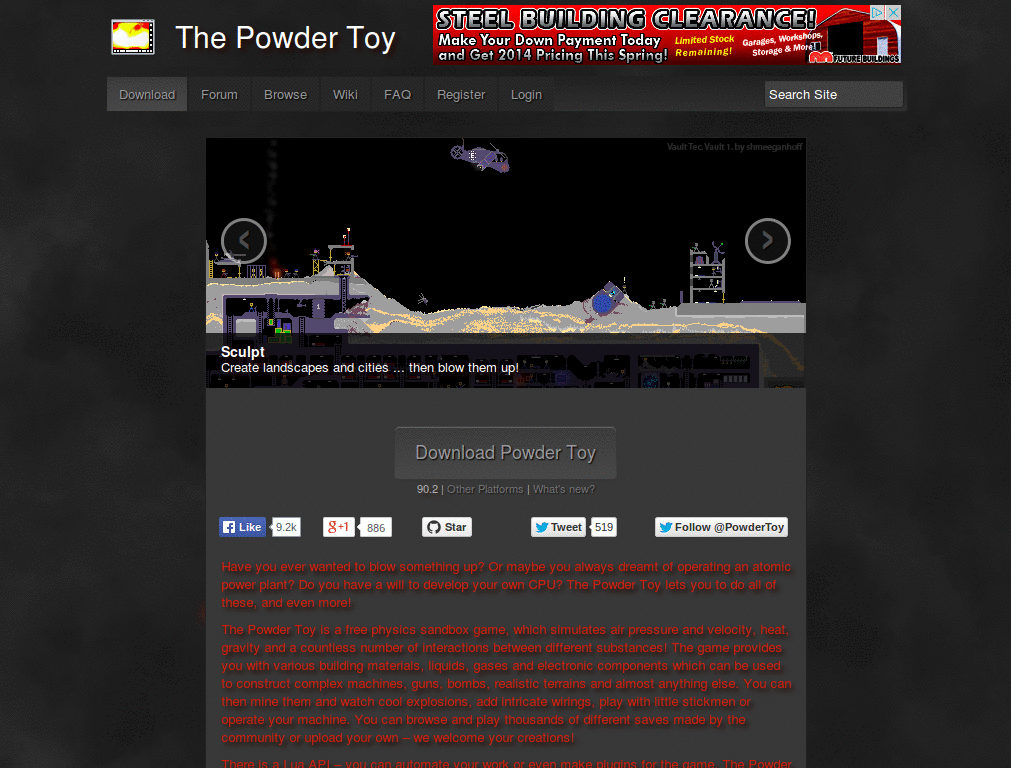 The Powder Toy
STEEL BUILDING CLEARANCE!
Make Your Down Payment Today
and Get 2014 Pricing This Spring!
Limited Stock
Remaining!
Garages, Workshops,
Storage & More!
FUTURE BUILDINGS
Download Forum Browse Wiki FAQ Register Login Search Site
Vault Tec. Vault 1. by shmeeganhoff
Sculpt
Create landscapes and cities ... then blow them up!
Download Powder Toy
90.2 | Other Platforms | What's new?
Like 9.2k g+1 886 Star Tweet 519 Follow @PowderToy
Have you ever wanted to blow something up? Or maybe you always dreamt of operating an atomic
power plant? Do you have a will to develop your own CPU? The Powder Toy lets you to do all of
these, and even more!
The Powder Toy is a free physics sandbox game, which simulates air pressure and velocity, heat,
gravity and a countless number of interactions between different substances! The game provides
you with various building materials, liquids, gases and electronic components which can be used
to construct complex machines, guns, bombs, realistic terrains and almost anything else. You can
then mine them and watch cool explosions, add intricate wirings, play with little stickmen or
operate your machine. You can browse and play thousands of different saves made by the
community or upload your own – we welcome your creations!
There is a Lua API – you can automate your work or even make plugins for the game. The Powder